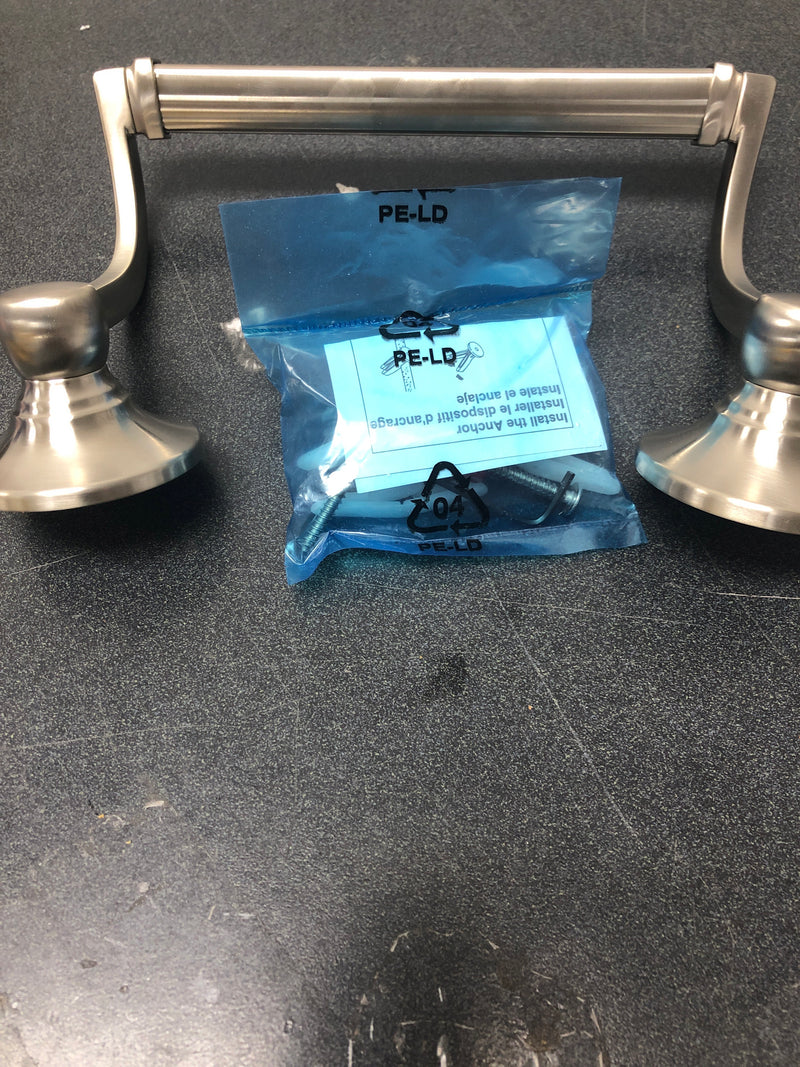 PE-LD
PE-LD
Install the Anchor
Installer le dispositif d'ancrage
Instale el anclaje
04
PE-LD